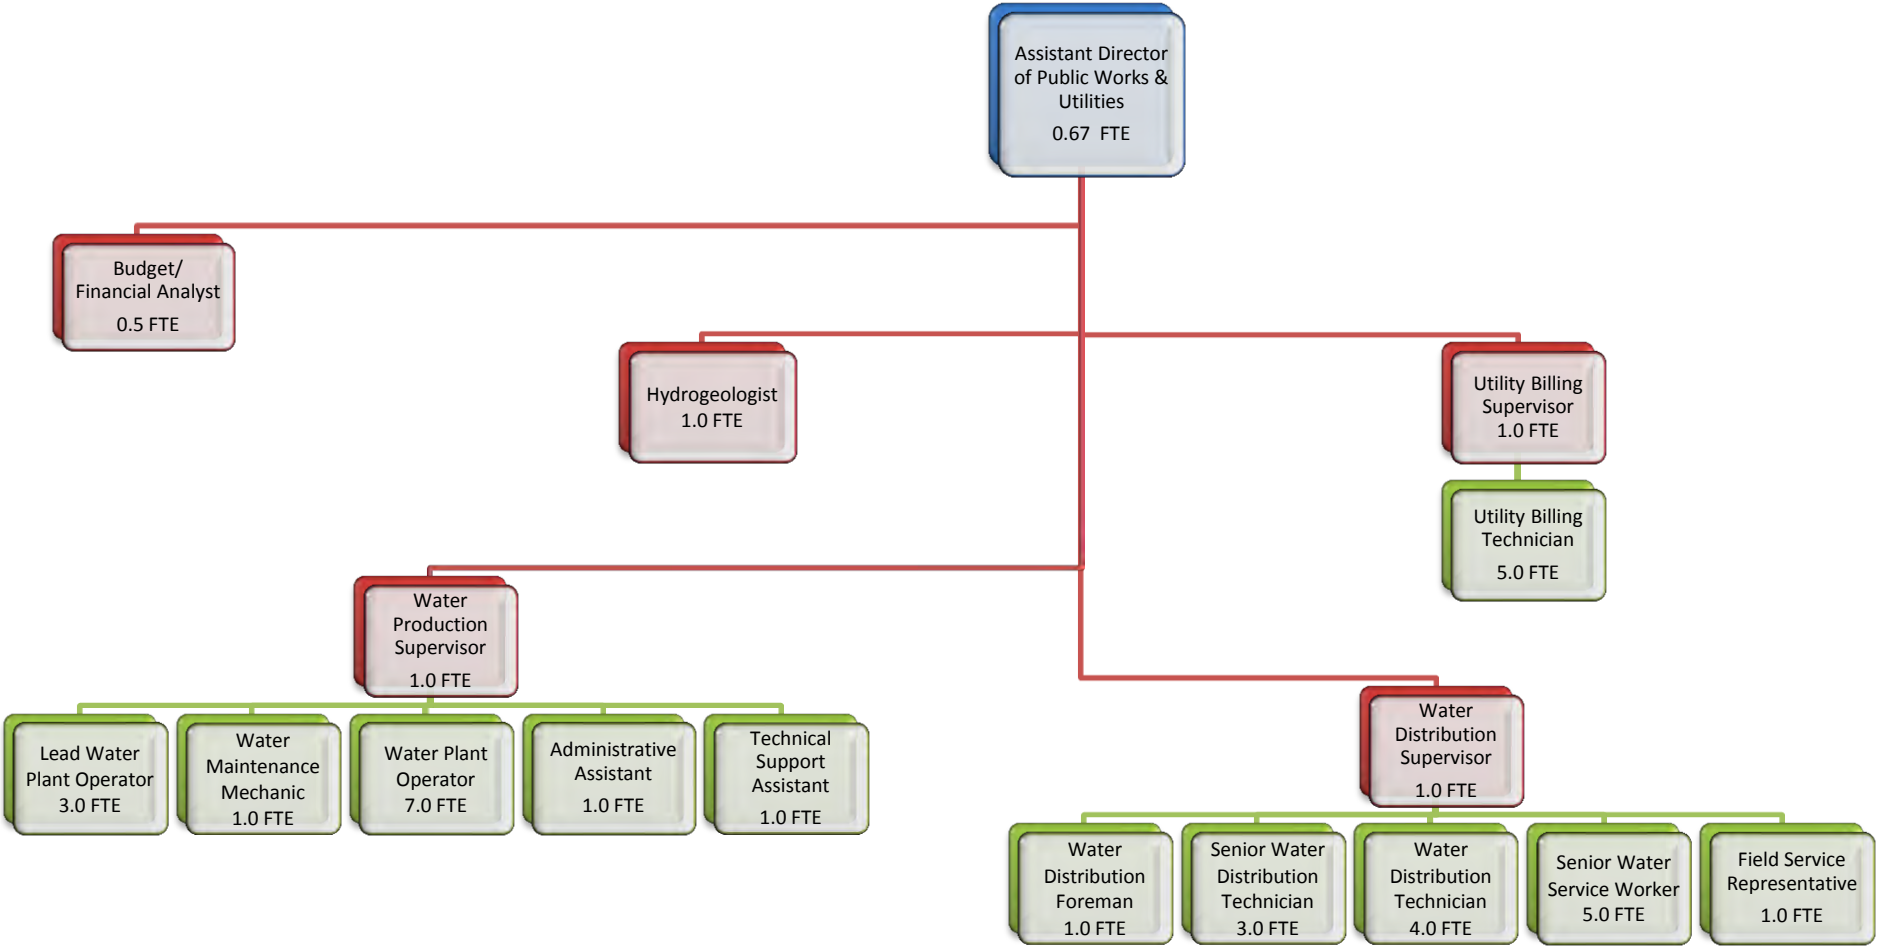 Assistant Director
of Public Works &
Utilities
0.67 FTE
Budget/
Financial Analyst
0.5 FTE
Hydrogeologist
1.0 FTE
Utility Billing
Supervisor
1.0 FTE
Utility Billing
Technician
5.0 FTE
Water
Production
Supervisor
1.0 FTE
Lead Water
Plant Operator
3.0 FTE
Water
Maintenance
Mechanic
1.0 FTE
Water Plant
Operator
7.0 FTE
Administrative
Assistant
1.0 FTE
Technical
Support
Assistant
1.0 FTE
Water
Distribution
Supervisor
1.0 FTE
Water
Distribution
Foreman
1.0 FTE
Senior Water
Distribution
Technician
3.0 FTE
Water
Distribution
Technician
4.0 FTE
Senior Water
Service Worker
5.0 FTE
Field Service
Representative
1.0 FTE